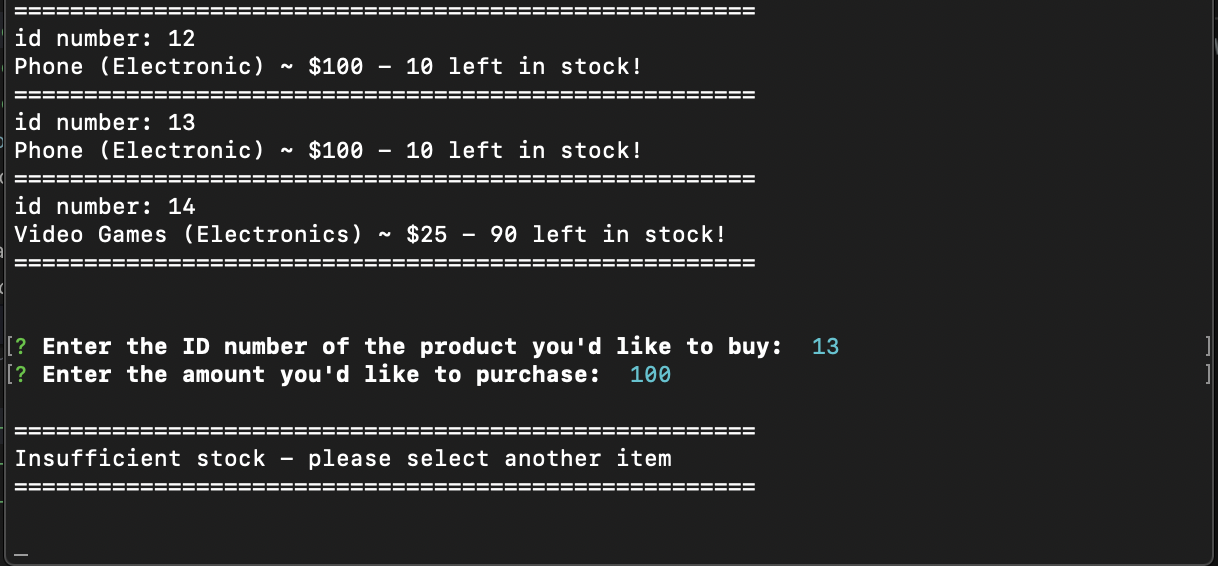 =====================================================
id number: 12
Phone (Electronic) ~ $100 – 10 left in stock!
=====================================================
id number: 13
Phone (Electronic) ~ $100 – 10 left in stock!
=====================================================
id number: 14
Video Games (Electronics) ~ $25 – 90 left in stock!
=====================================================
[? Enter the ID number of the product you'd like to buy:  13 ]
[? Enter the amount you'd like to purchase:  100 ]
=====================================================
Insufficient stock – please select another item
=====================================================
_